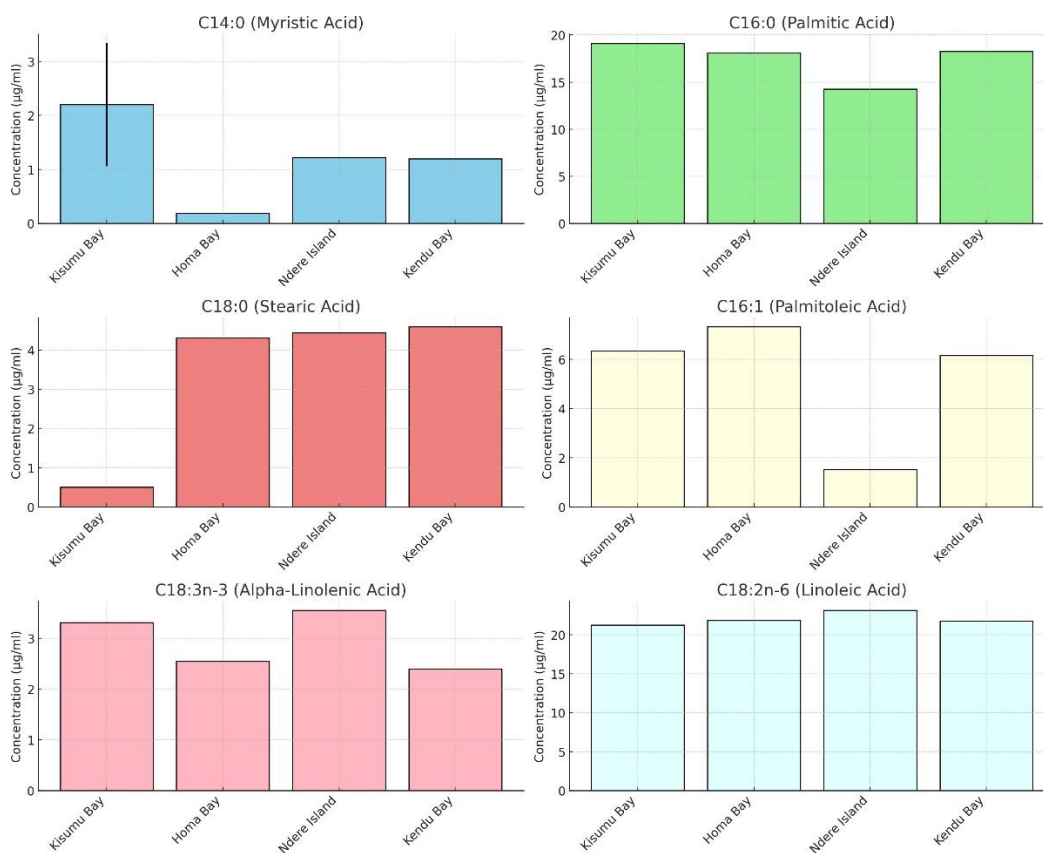 C14:0 (Myristic Acid)
Concentration (µg/ml)
3
2
1
0
Kisumu Bay
Homa Bay
Ndere Island
Kendu Bay
C16:0 (Palmitic Acid)
Concentration (µg/ml)
20
15
10
5
0
Kisumu Bay
Homa Bay
Ndere Island
Kendu Bay
C18:0 (Stearic Acid)
Concentration (µg/ml)
4
3
2
1
0
Kisumu Bay
Homa Bay
Ndere Island
Kendu Bay
C16:1 (Palmitoleic Acid)
Concentration (µg/ml)
6
4
2
0
Kisumu Bay
Homa Bay
Ndere Island
Kendu Bay
C18:3n-3 (Alpha-Linolenic Acid)
Concentration (µg/ml)
3
2
1
0
Kisumu Bay
Homa Bay
Ndere Island
Kendu Bay
C18:2n-6 (Linoleic Acid)
Concentration (µg/ml)
20
15
10
5
0
Kisumu Bay
Homa Bay
Ndere Island
Kendu Bay